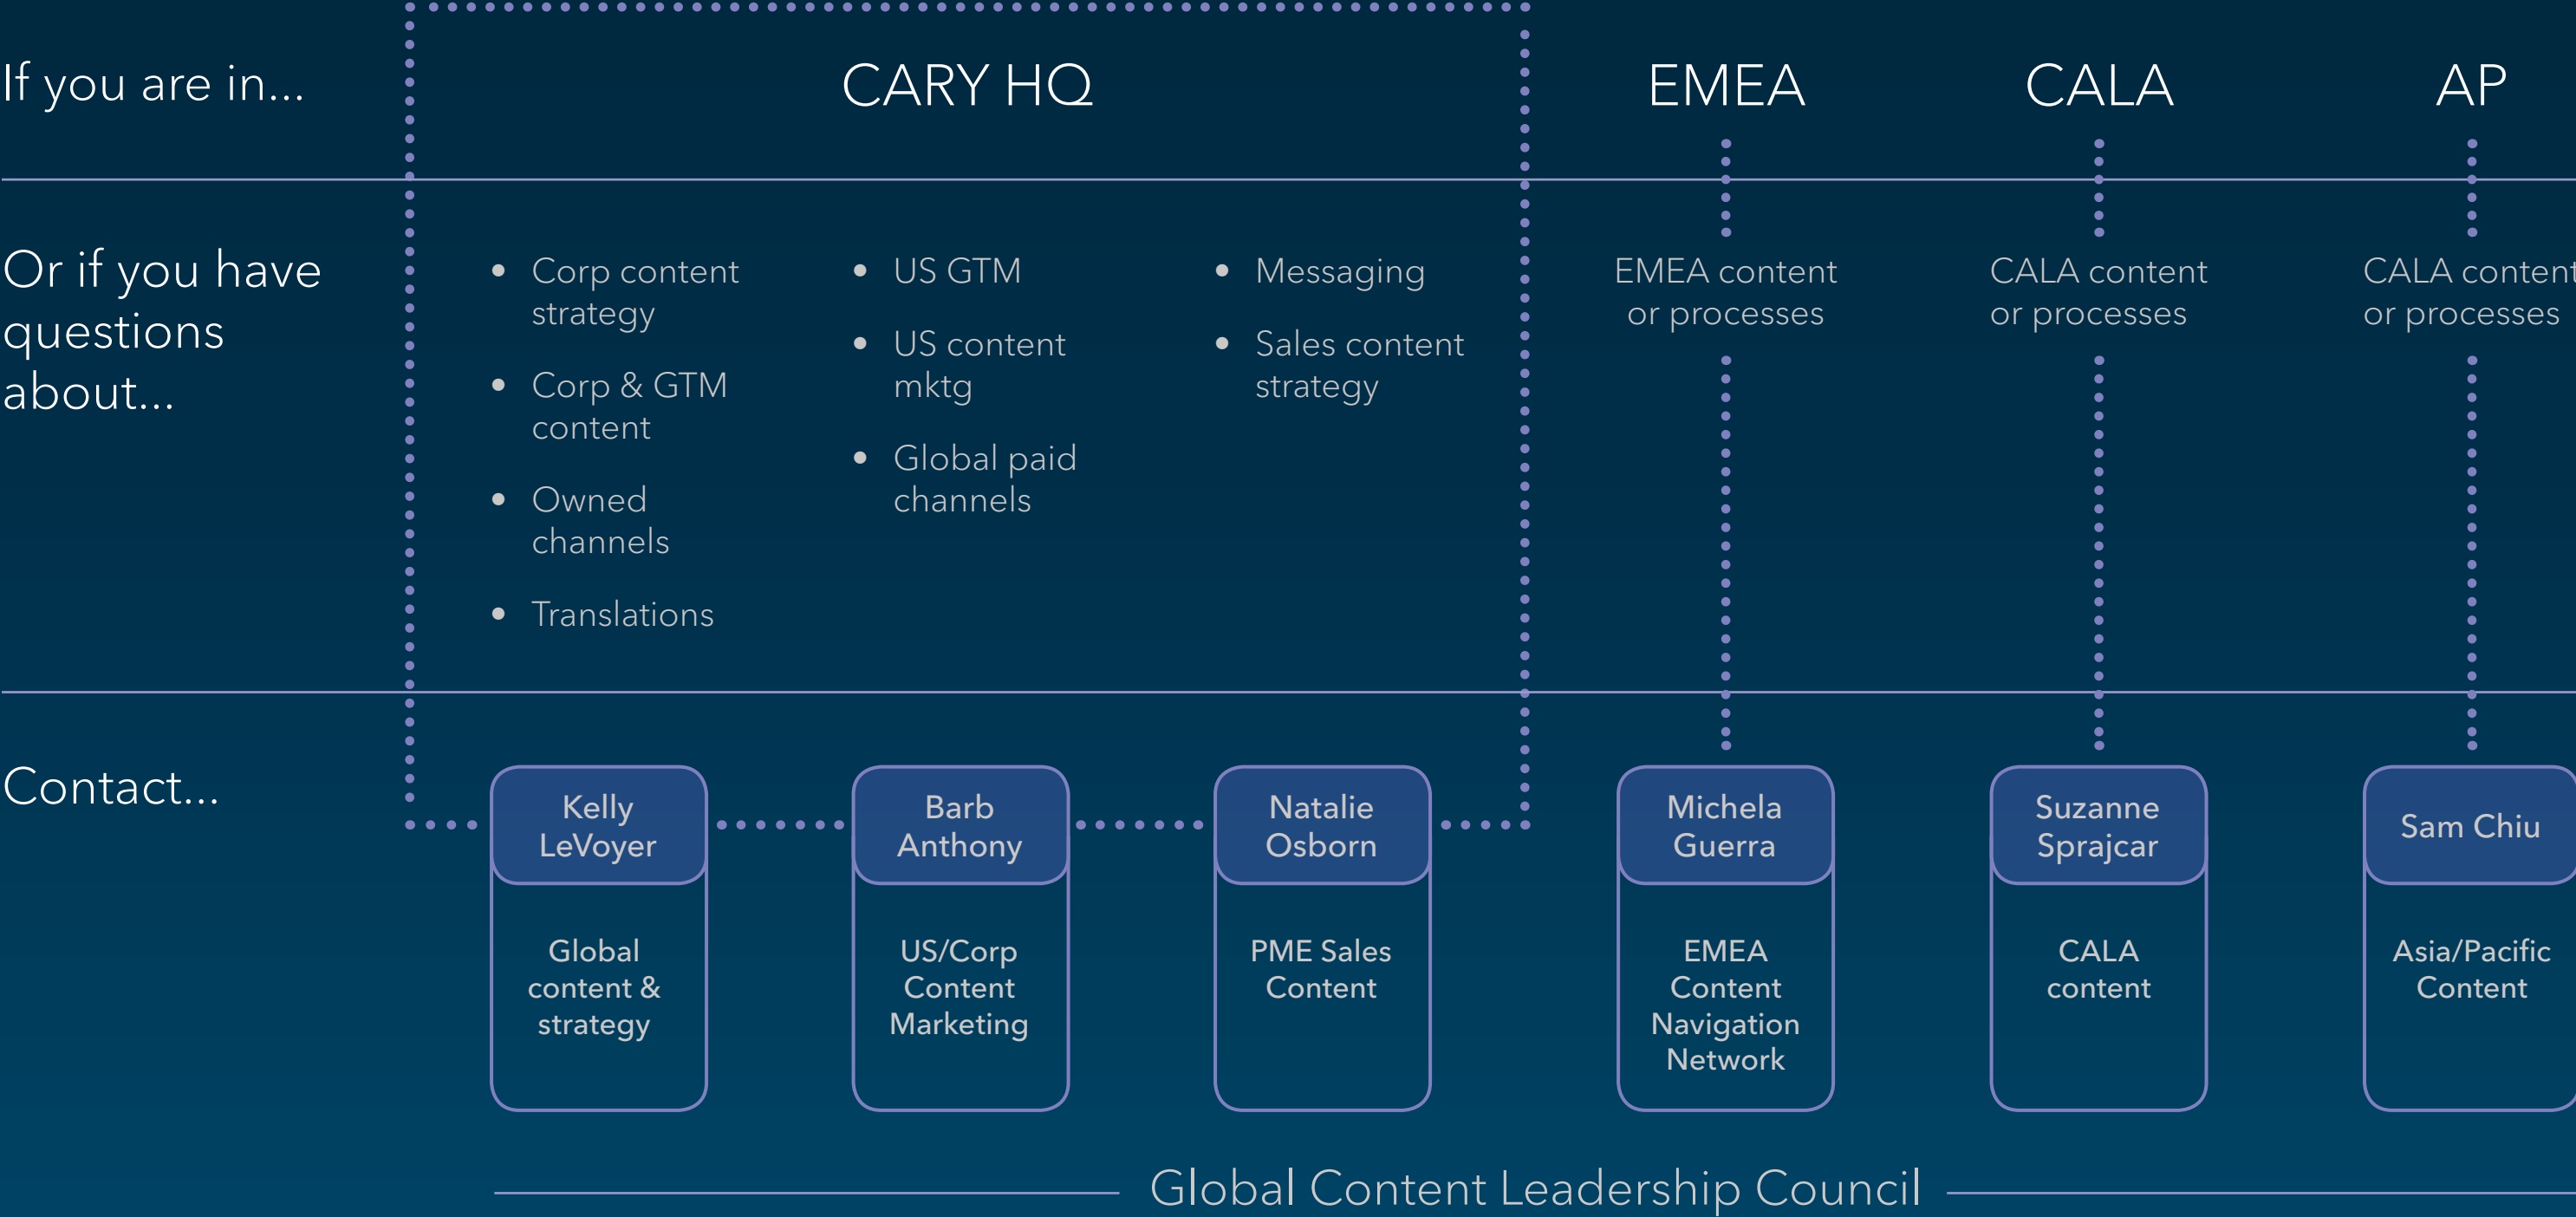 If you are in...
CARY HQ
EMEA
CALA
AP
Or if you have
questions
about...
• Corp content
strategy
• Corp & GTM
content
• Owned
channels
• Translations
• US GTM
• US content
mktg
• Global paid
channels
• Messaging
• Sales content
strategy
EMEA content
or processes
CALA content
or processes
CALA content
or processes
Contact...
Kelly
LeVoyer
Global
content &
strategy
Barb
Anthony
US/Corp
Content
Marketing
Natalie
Osborn
PME Sales
Content
Michela
Guerra
EMEA
Content
Navigation
Network
Suzanne
Sprajcar
CALA
content
Sam Chiu
Asia/Pacific
Content
Global Content Leadership Council